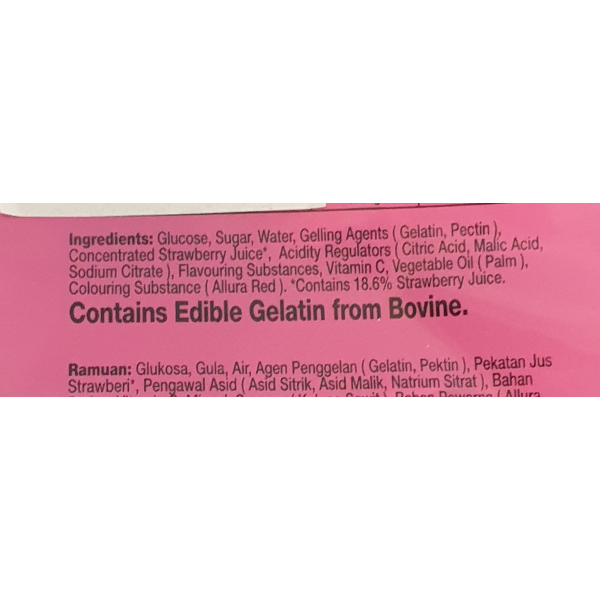 Ingredients: Glucose, Sugar, Water, Gelling Agents ( Gelatin, Pectin ),
Concentrated Strawberry Juice*, Acidity Regulators ( Citric Acid, Malic Acid,
Sodium Citrate ), Flavouring Substances, Vitamin C, Vegetable Oil ( Palm ),
Colouring Substance ( Allura Red ). *Contains 18.6% Strawberry Juice.
Contains Edible Gelatin from Bovine.
Ramuan: Glukosa, Gula, Air, Agen Penggelan ( Gelatin, Pektin ), Pekatan Jus
Strawberi*, Pengawal Asid ( Asid Sitrik, Asid Malik, Natrium Sitrat ), Bahan